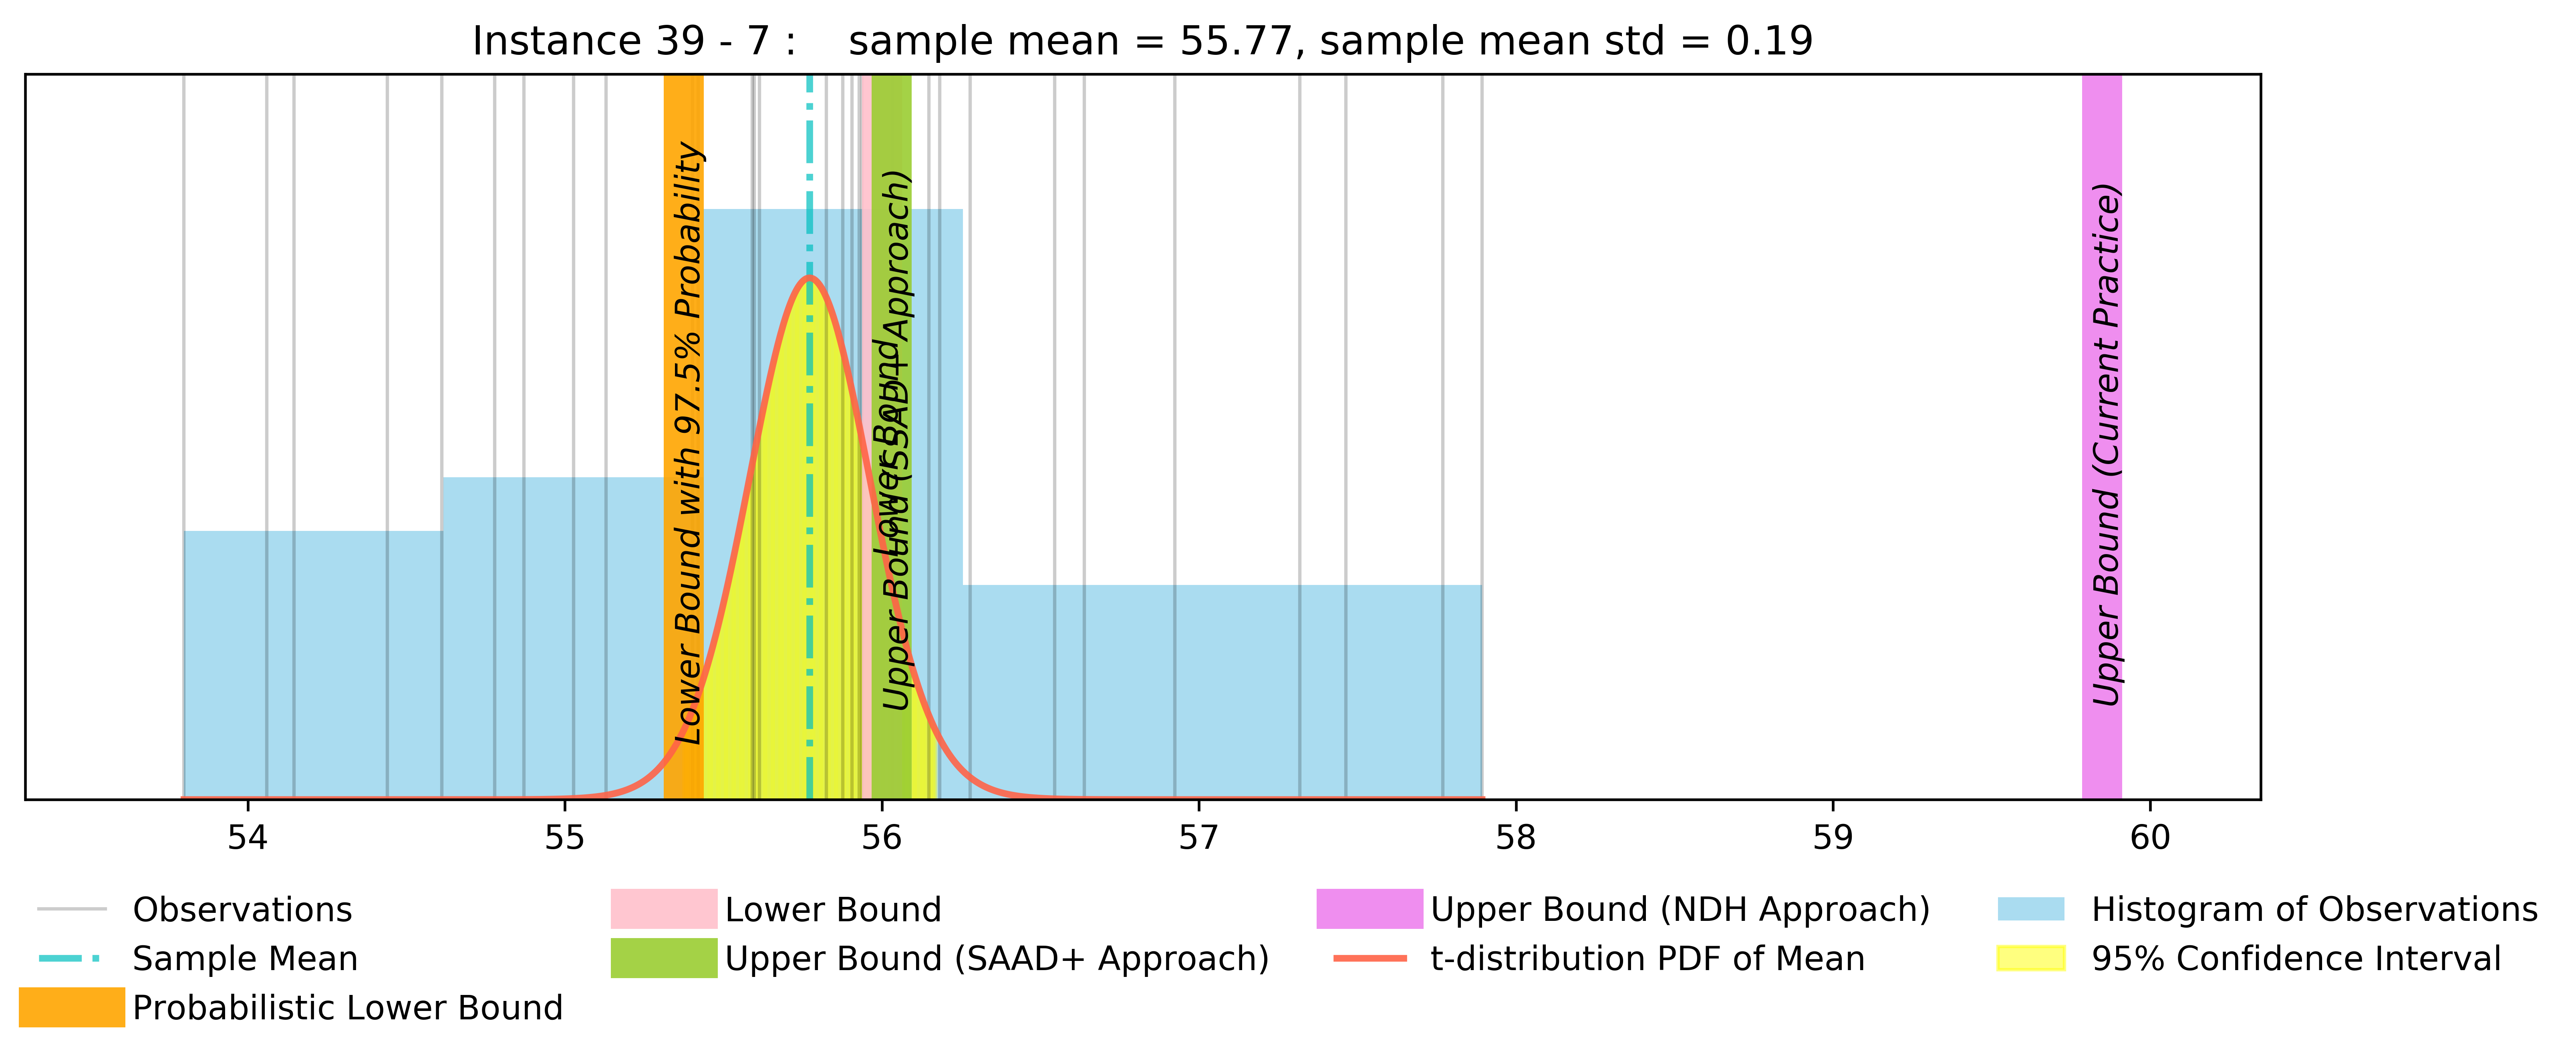 Instance 39 - 7 :    sample mean = 55.77, sample mean std = 0.19
Lower Bound with 97.5% Probability
Lower Bound
Upper Bound (SAAD+ Approach)
Upper Bound (Current Practice)
54 55 56 57 58 59 60
Observations
Sample Mean
Probabilistic Lower Bound
Lower Bound
Upper Bound (SAAD+ Approach)
Upper Bound (NDH Approach)
t-distribution PDF of Mean
Histogram of Observations
95% Confidence Interval